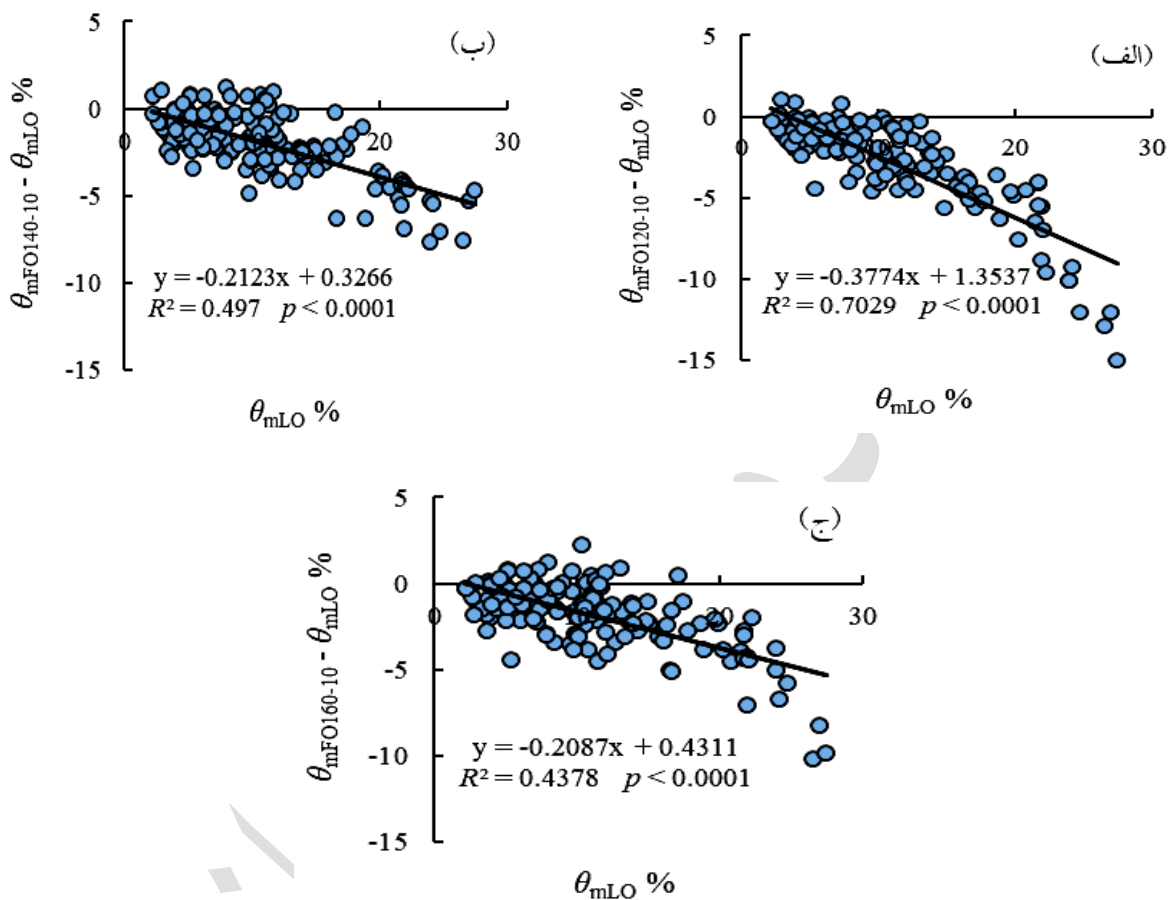 (الف)
θmFO120-10 - θmLO %
5
0
-5
-10
-15
0
10
20
30
y = -0.3774x + 1.3537
R² = 0.7029 p < 0.0001
θmLO %
(ب)
θmFO140-10 - θmLO %
5
0
-5
-10
-15
0
20
30
y = -0.2123x + 0.3266
R² = 0.497 p < 0.0001
θmLO %
(ج)
θmFO160-10 - θmLO %
5
0
-5
-10
-15
0
20
30
y = -0.2087x + 0.4311
R² = 0.4378 p < 0.0001
θmLO %